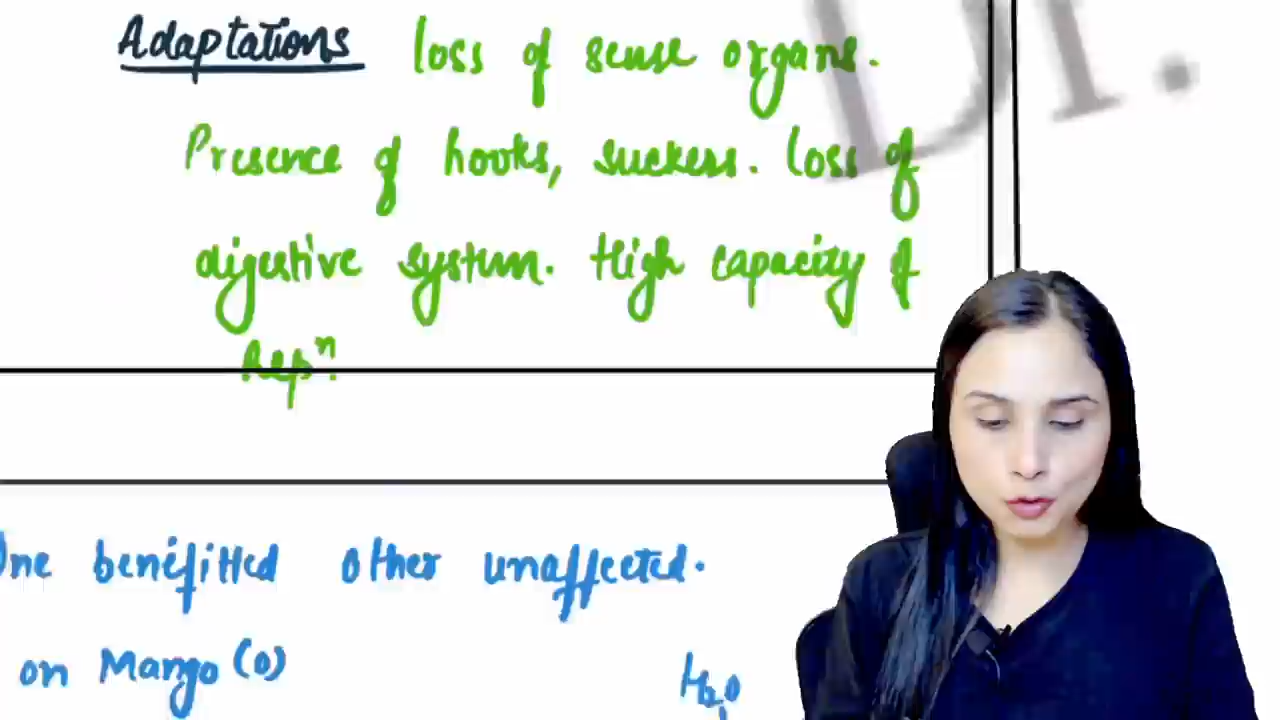 Adaptations loss of sense organs.
Presence of hooks, suckers. loss of
digestive system. High capacity of
Repⁿ.
One benefitted other unaffected.
on Mango (0)
Dr.